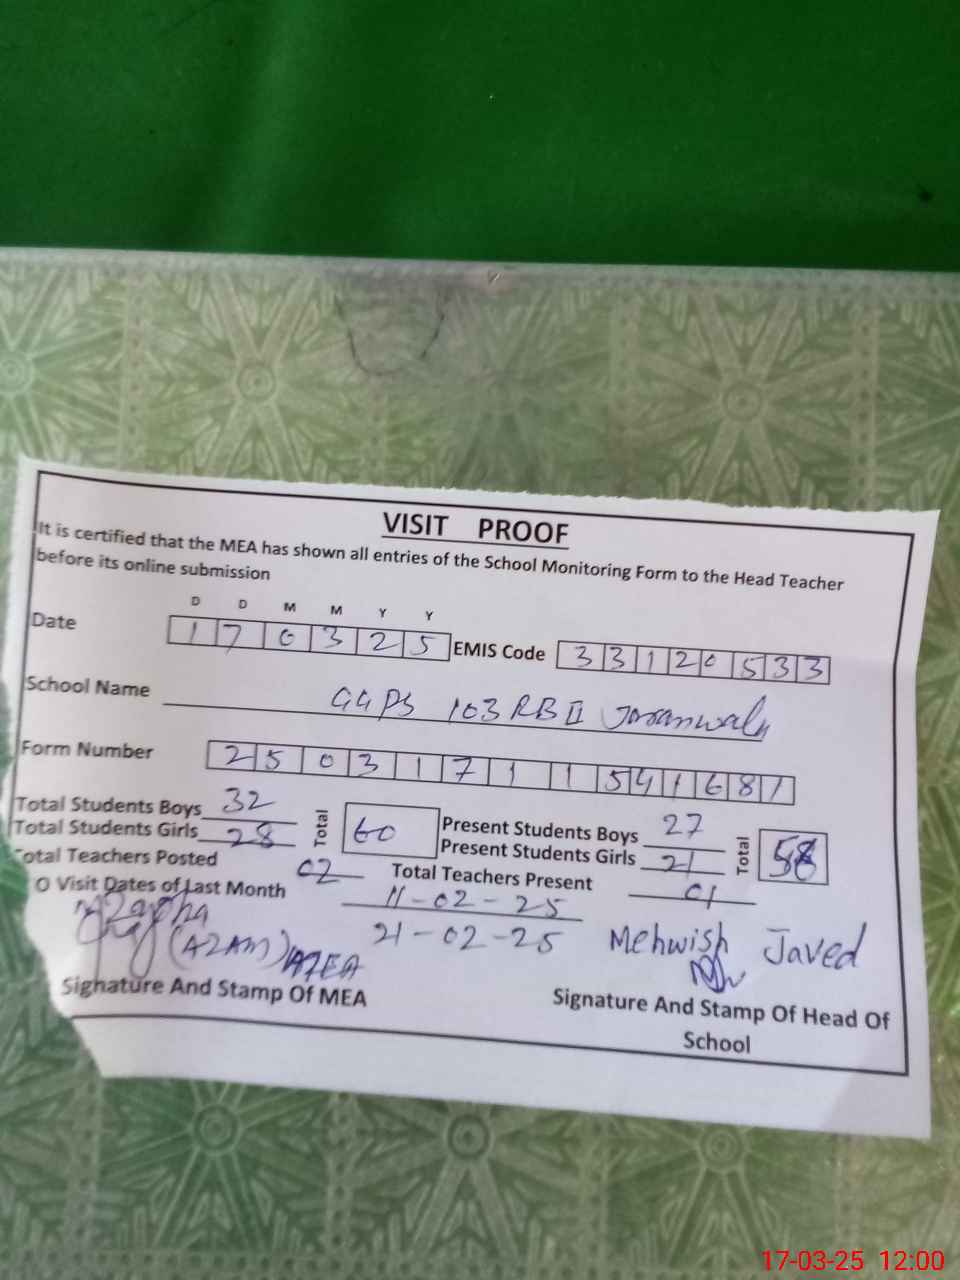 VISIT PROOF
It is certified that the MEA has shown all entries of the School Monitoring Form to the Head Teacher
before its online submission
D D M M Y Y
Date 1 7 0 3 2 5 EMIS Code 3 3 1 2 0 5 3 3
School Name GGPS 103 RB II Jaranwala
Form Number 2 5 0 3 1 7 1 1 5 4 1 6 8 1
Total Students Boys 32 Total 60 Present Students Boys 27 Total
Total Students Girls 28 Present Students Girls 21
Total Teachers Posted 02 Total Teachers Present 01
O Visit Dates of Last Month 11-02-25
21-02-25 Mehwish Javed
(AZAM) MEA
Signature And Stamp Of MEA Signature And Stamp Of Head Of
School
17-03-25 12:00